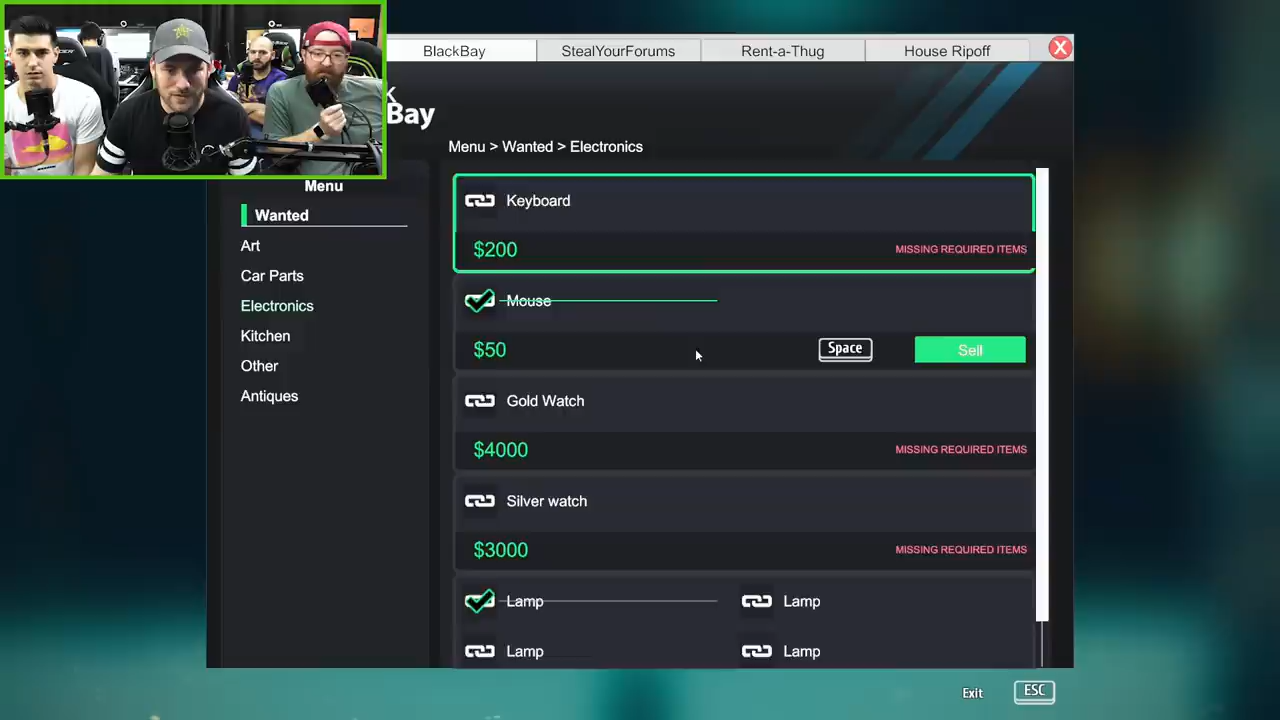 BlackBay
StealYourForums
Rent-a-Thug
House Ripoff
Bay
Menu > Wanted > Electronics
Menu
Wanted
Art
Car Parts
Electronics
Kitchen
Other
Antiques
Keyboard
$200
MISSING REQUIRED ITEMS
Mouse
$50
Space
Sell
Gold Watch
$4000
MISSING REQUIRED ITEMS
Silver watch
$3000
MISSING REQUIRED ITEMS
Lamp
Lamp
Lamp
Lamp
Exit
ESC